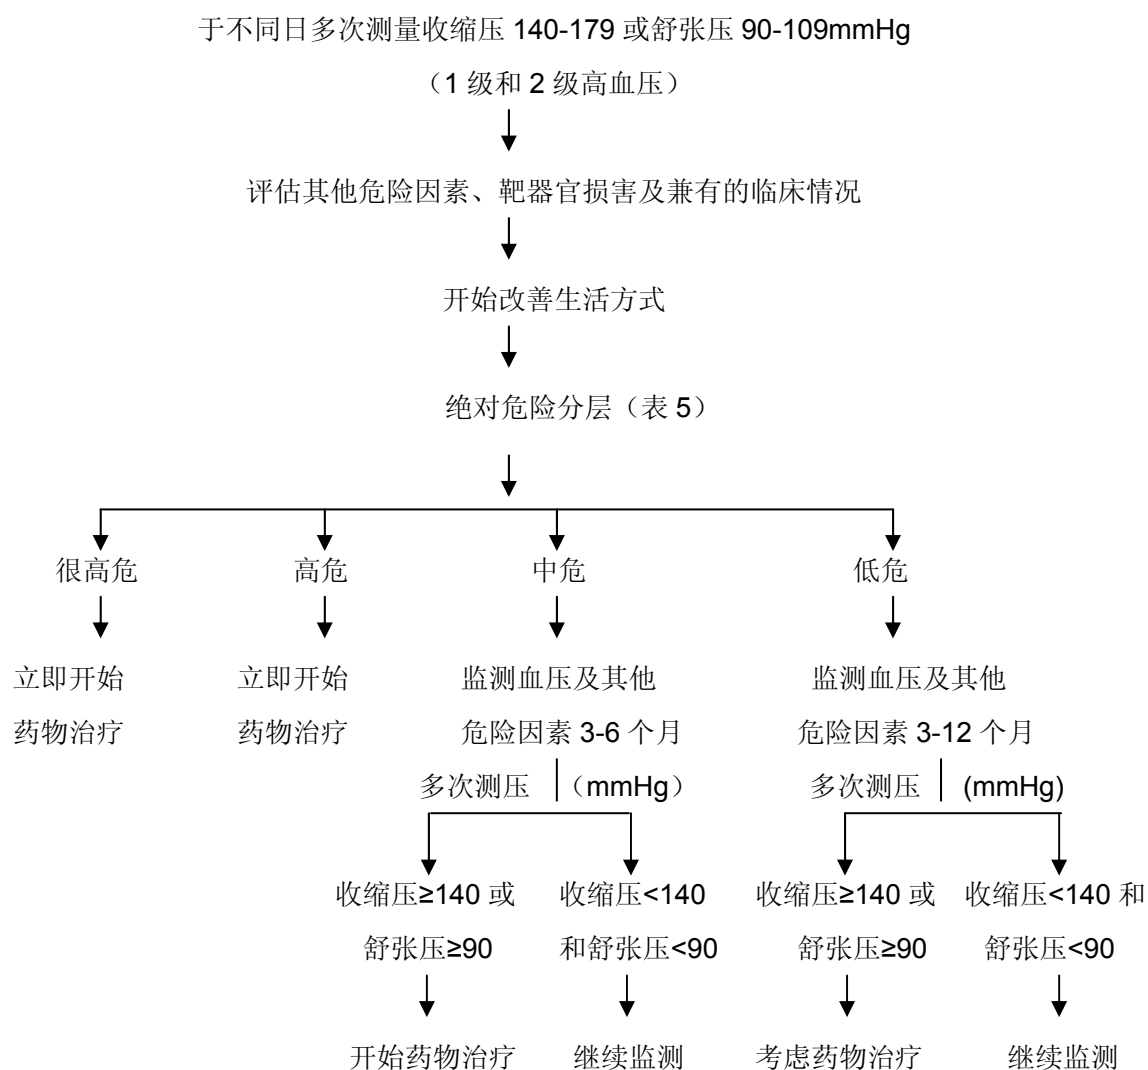 于不同日多次测量收缩压 140-179 或舒张压 90-109mmHg
（1 级和 2 级高血压）
评估其他危险因素、靶器官损害及兼有的临床情况
开始改善生活方式
绝对危险分层（表 5）
很高危 高危 中危 低危
立即开始 立即开始 监测血压及其他 监测血压及其他
药物治疗 药物治疗 危险因素 3-6 个月 危险因素 3-12 个月
多次测压 （mmHg） 多次测压 (mmHg)
收缩压≥140 或 收缩压<140 收缩压≥140 或 收缩压<140 和
舒张压≥90 和舒张压<90 舒张压≥90 舒张压<90
开始药物治疗 继续监测 考虑药物治疗 继续监测